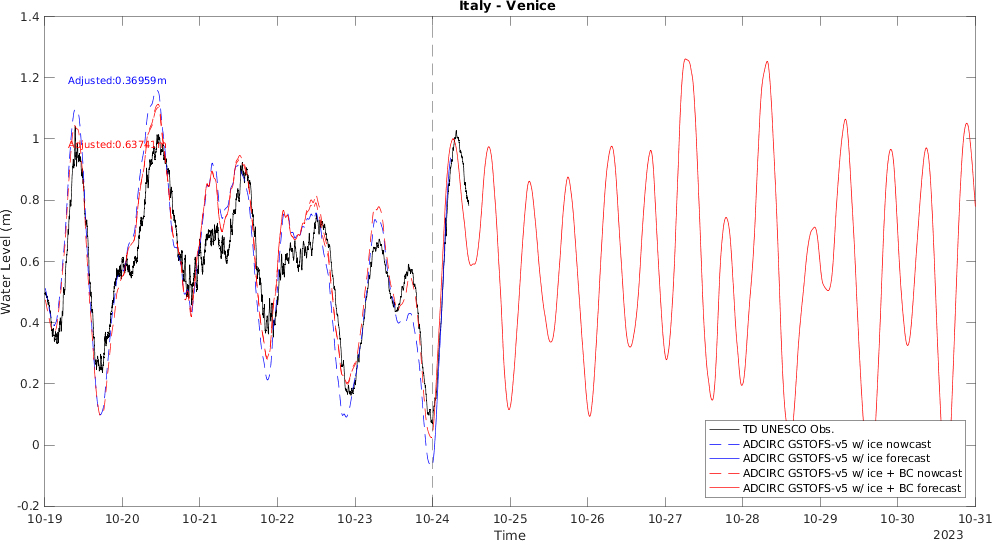 Italy - Venice
1.4
1.2
1
0.8
0.6
0.4
0.2
0
-0.2
Water Level (m)
Adjusted:0.36959m
TD UNESCO Obs.
ADCIRC GSTOFS-v5 w/ ice nowcast
ADCIRC GSTOFS-v5 w/ ice forecast
ADCIRC GSTOFS-v5 w/ ice + BC nowcast
ADCIRC GSTOFS-v5 w/ ice + BC forecast
10-19
10-20
10-21
10-22
10-23
10-24
10-25
10-26
10-27
10-28
10-29
10-30
10-31
Time
2023